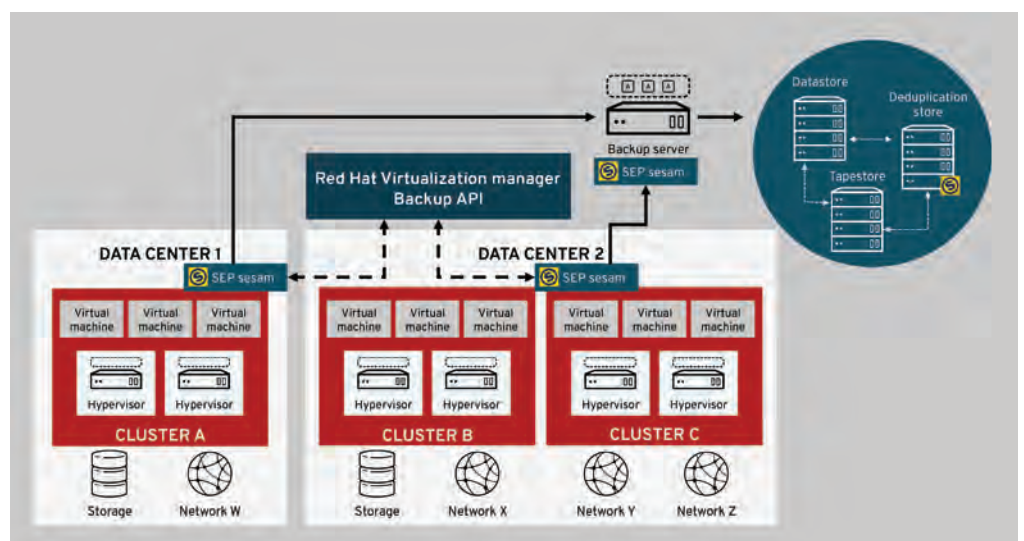 Datastore
Deduplication
store
Tapestore
Backup server
SEP sesam
Red Hat Virtualization manager
Backup API
DATA CENTER 1
DATA CENTER 2
SEP sesam
SEP sesam
Virtual
machine
Virtual
machine
Virtual
machine
Virtual
machine
Virtual
machine
Virtual
machine
Virtual
machine
Virtual
machine
Virtual
machine
Hypervisor
Hypervisor
Hypervisor
Hypervisor
Hypervisor
Hypervisor
CLUSTER A
CLUSTER B
CLUSTER C
Storage
Network W
Storage
Network X
Network Y
Network Z